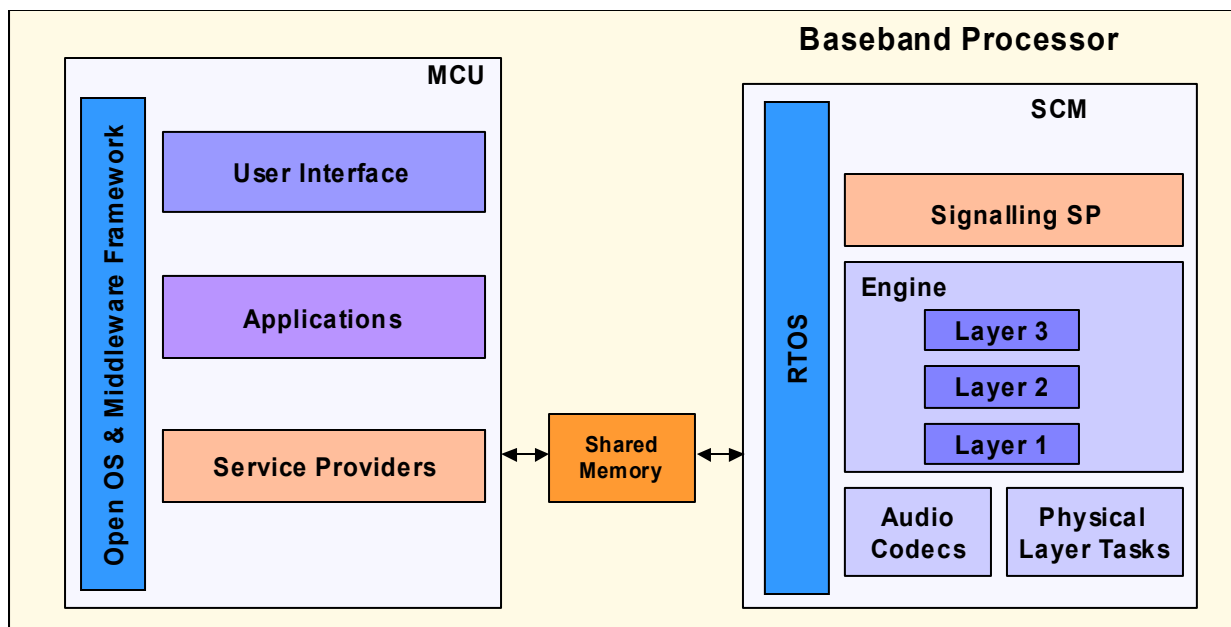 Baseband Processor
MCU
Open OS & Middleware Framework
User Interface
Applications
Service Providers
Shared
Memory
SCM
RTOS
Signalling SP
Engine
Layer 3
Layer 2
Layer 1
Audio
Codecs
Physical
Layer Tasks